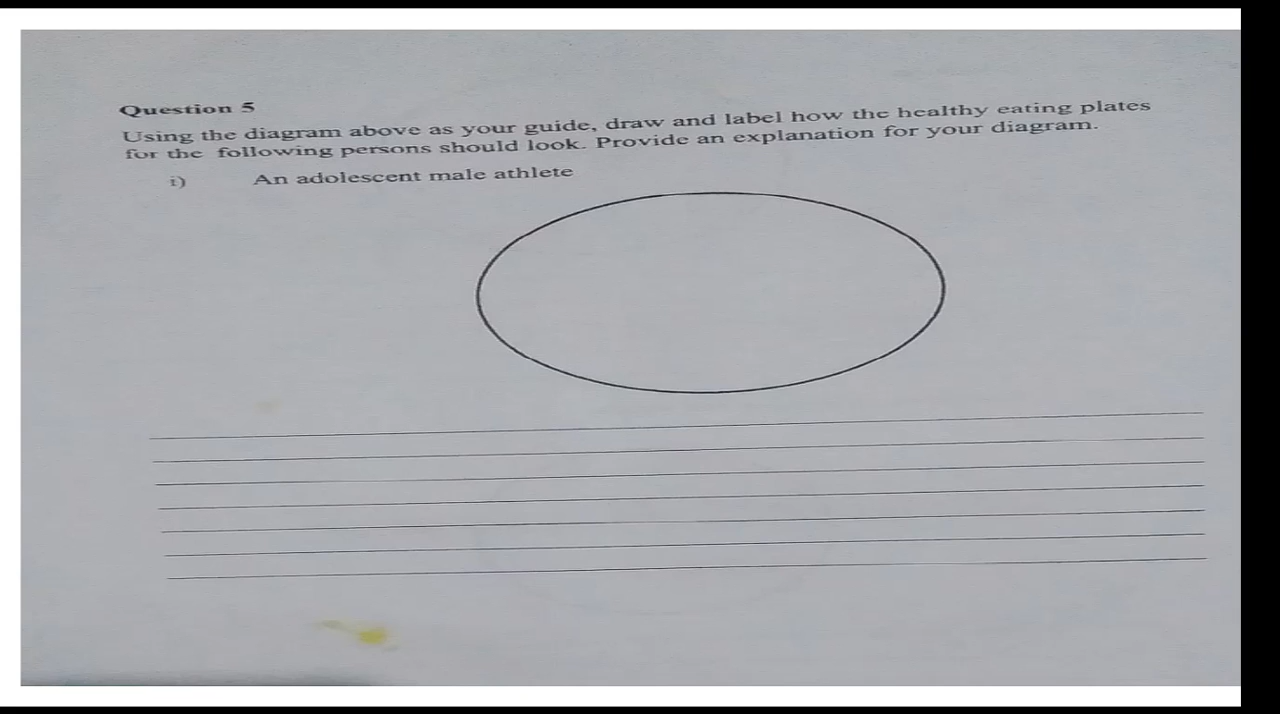 Question 5
Using the diagram above as your guide, draw and label how the healthy eating plates
for the following persons should look. Provide an explanation for your diagram.
i) An adolescent male athlete